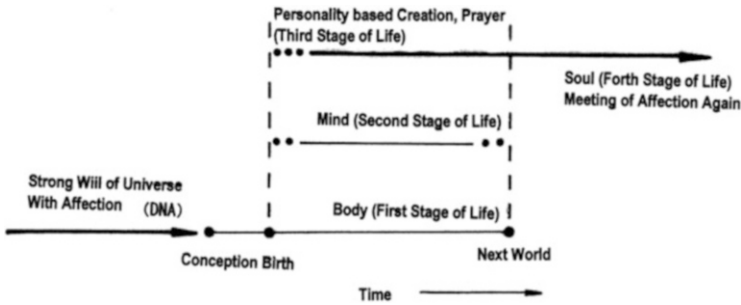 Personality based Creation, Prayer
(Third Stage of Life)
Soul (Forth Stage of Life)
Meeting of Affection Again
Mind (Second Stage of Life)
Strong Will of Universe
With Affection (DNA)
Body (First Stage of Life)
Conception Birth
Next World
Time